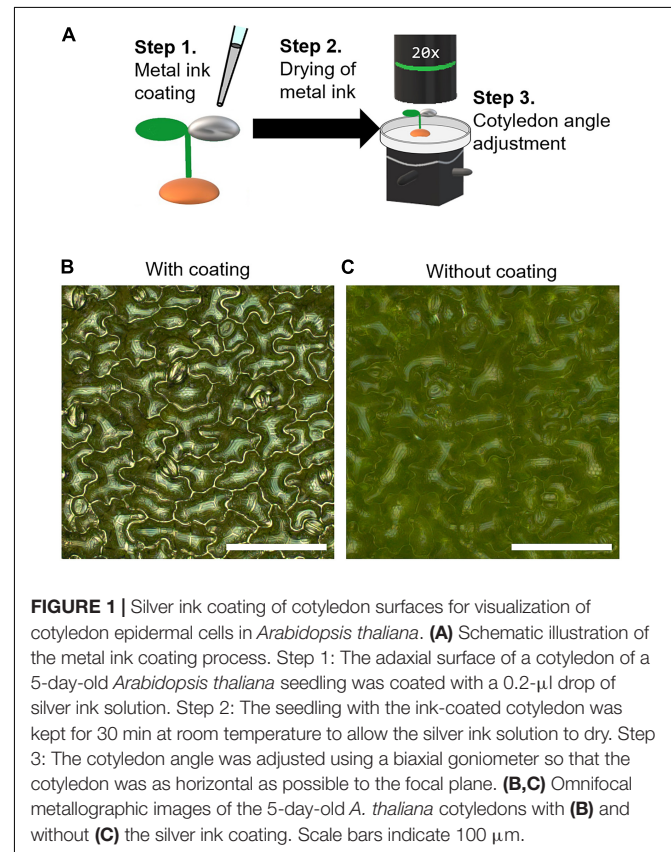 A
Step 1.
Metal ink
coating
Step 2.
Drying of
metal ink
20x
Step 3.
Cotyledon angle
adjustment
B With coating
C Without coating
FIGURE 1 | Silver ink coating of cotyledon surfaces for visualization of
cotyledon epidermal cells in Arabidopsis thaliana. (A) Schematic illustration of
the metal ink coating process. Step 1: The adaxial surface of a cotyledon of a
5-day-old Arabidopsis thaliana seedling was coated with a 0.2-μl drop of
silver ink solution. Step 2: The seedling with the ink-coated cotyledon was
kept for 30 min at room temperature to allow the silver ink solution to dry. Step
3: The cotyledon angle was adjusted using a biaxial goniometer so that the
cotyledon was as horizontal as possible to the focal plane. (B,C) Omnifocal
metallographic images of the 5-day-old A. thaliana cotyledons with (B) and
without (C) the silver ink coating. Scale bars indicate 100 μm.